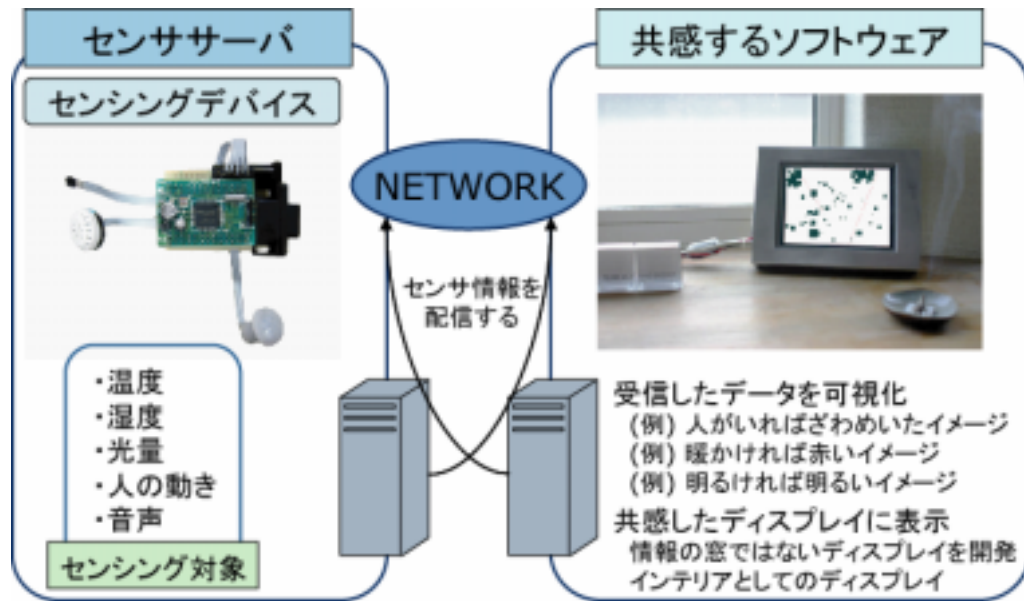 センササーバ
センシングデバイス
・温度
・湿度
・光量
・人の動き
・音声
センシング対象
NETWORK
センサ情報を
配信する
共感するソフトウェア
受信したデータを可視化
(例) 人がいればざわめいたイメージ
(例) 暖かければ赤いイメージ
(例) 明るければ明るいイメージ
共感したディスプレイに表示
情報の窓ではないディスプレイを開発
インテリアとしてのディスプレイ